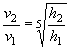 v₂/v₁ = ⁵√(h₂/h₁)